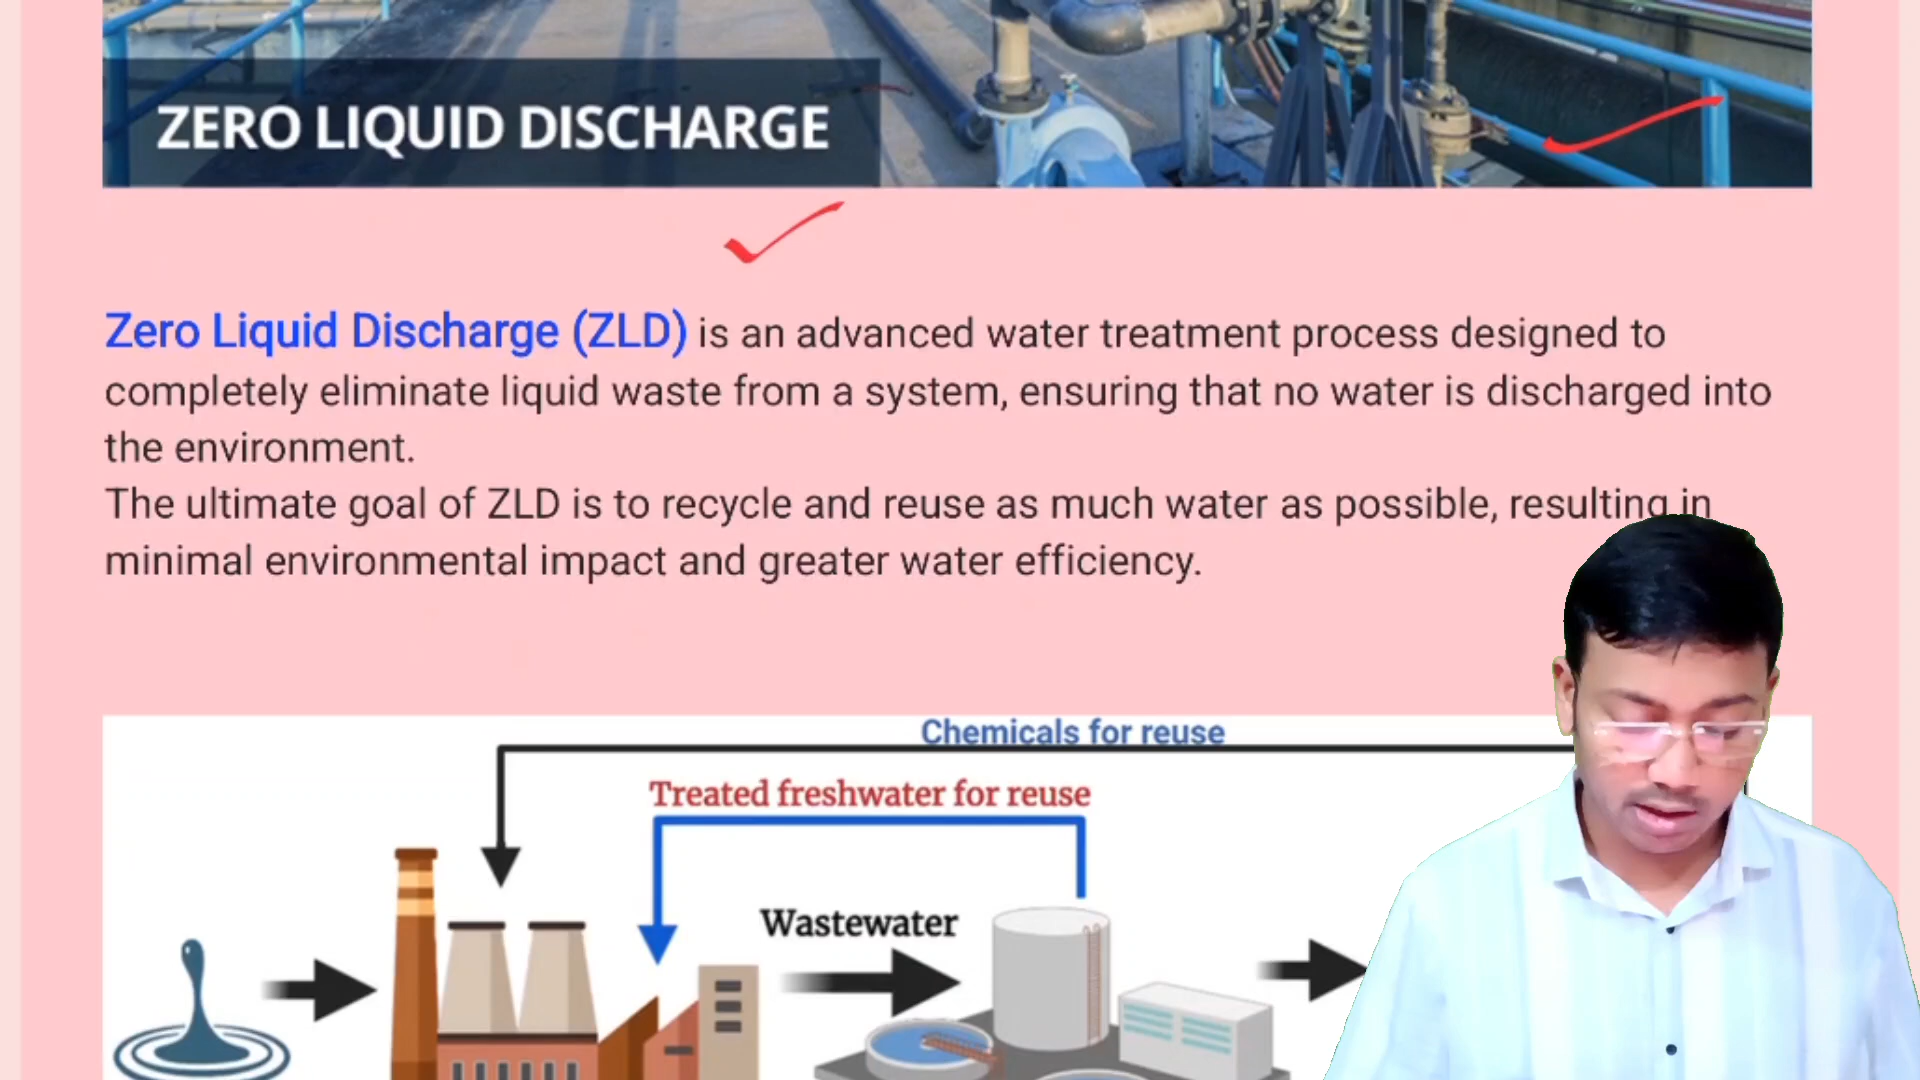 ZERO LIQUID DISCHARGE
Zero Liquid Discharge (ZLD) is an advanced water treatment process designed to
completely eliminate liquid waste from a system, ensuring that no water is discharged into
the environment.
The ultimate goal of ZLD is to recycle and reuse as much water as possible, resulting in
minimal environmental impact and greater water efficiency.
Chemicals for reuse
Treated freshwater for reuse
Wastewater